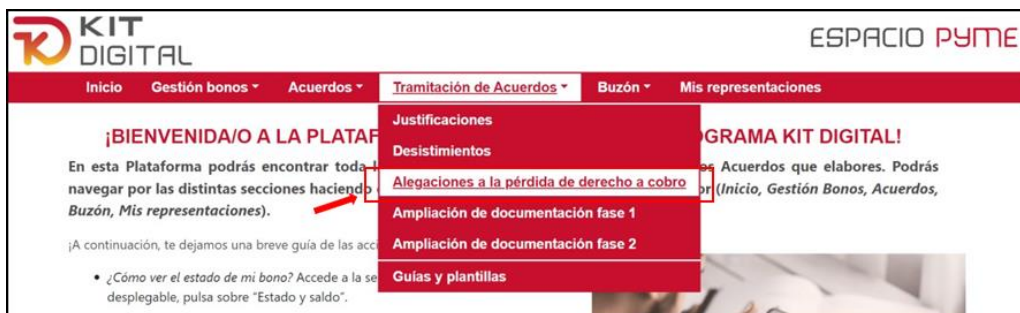 KIT
DIGITAL
ESPACIO PYME
Inicio Gestión bonos Acuerdos Tramitación de Acuerdos Buzón Mis representaciones
Justificaciones
Desistimientos
Alegaciones a la pérdida de derecho a cobro
Ampliación de documentación fase 1
Ampliación de documentación fase 2
Guías y plantillas
¡BIENVENIDA/O A LA PLATAF OGRAMA KIT DIGITAL!
En esta Plataforma podrás encontrar toda l os Acuerdos que elabores. Podrás
navegar por las distintas secciones haciendo or (Inicio, Gestión Bonos, Acuerdos,
Buzón, Mis representaciones).
¡A continuación, te dejamos una breve guía de las acci
• ¿Cómo ver el estado de mi bono? Accede a la se
desplegable, pulsa sobre "Estado y saldo".